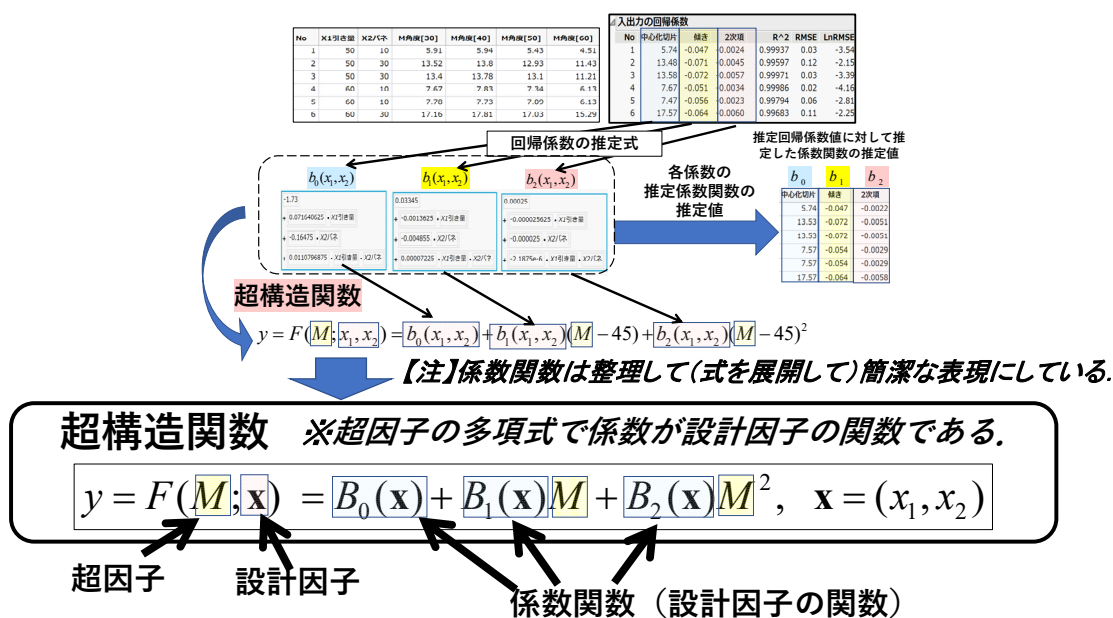 No X1引き量 X2バネ M角度[30] M角度[40] M角度[50] M角度[60]
1 50 10 5.91 5.94 5.43 4.51
2 50 30 13.52 13.8 12.93 11.43
3 50 30 13.4 13.78 13.1 11.21
4 60 10 7.67 7.83 7.34 6.13
5 60 10 7.78 7.73 7.09 6.13
6 60 30 17.16 17.81 17.03 15.29
入出力の回帰係数
No 中心化切片 傾き 2次項 R^2 RMSE LnRMSE
1 5.74 -0.047 -0.0024 0.99937 0.03 -3.54
2 13.48 -0.071 -0.0045 0.99597 0.12 -2.15
3 13.58 -0.072 -0.0057 0.99971 0.03 -3.39
4 7.67 -0.051 -0.0034 0.99986 0.02 -4.16
5 7.47 -0.056 -0.0023 0.99794 0.06 -2.81
6 17.57 -0.064 -0.0060 0.99683 0.11 -2.25
回帰係数の推定式
推定回帰係数値に対して推
定した係数関数の推定値
b₀(x₁,x₂) b₁(x₁,x₂) b₂(x₁,x₂)
-1.73
+ 0.071640625 • X1引き量
+ -0.16475 • X2バネ
+ 0.0110796875 • X1引き量 • X2バネ
0.03345
+ -0.0013625 • X1引き量
+ -0.004855 • X2バネ
+ 0.00007225 • X1引き量 • X2バネ
0.00025
+ -0.000025625 • X1引き量
+ -0.000025 • X2バネ
+ -2.1875e-6 • X1引き量 • X2バネ
各係数の
推定係数関数の
推定値
b₀ b₁ b₂
中心化切片 傾き 2次項
5.74 -0.047 -0.0022
13.53 -0.072 -0.0051
13.53 -0.072 -0.0051
7.57 -0.054 -0.0029
7.57 -0.054 -0.0029
17.57 -0.064 -0.0058
超構造関数
y = F(M; x₁, x₂) = b₀(x₁, x₂) + b₁(x₁, x₂)(M − 45) + b₂(x₁, x₂)(M − 45)²
【注】係数関数は整理して（式を展開して）簡潔な表現にしている.
超構造関数 ※超因子の多項式で係数が設計因子の関数である.
y = F(M; x) = B₀(x) + B₁(x)M + B₂(x)M², x = (x₁, x₂)
超因子 設計因子
係数関数（設計因子の関数）